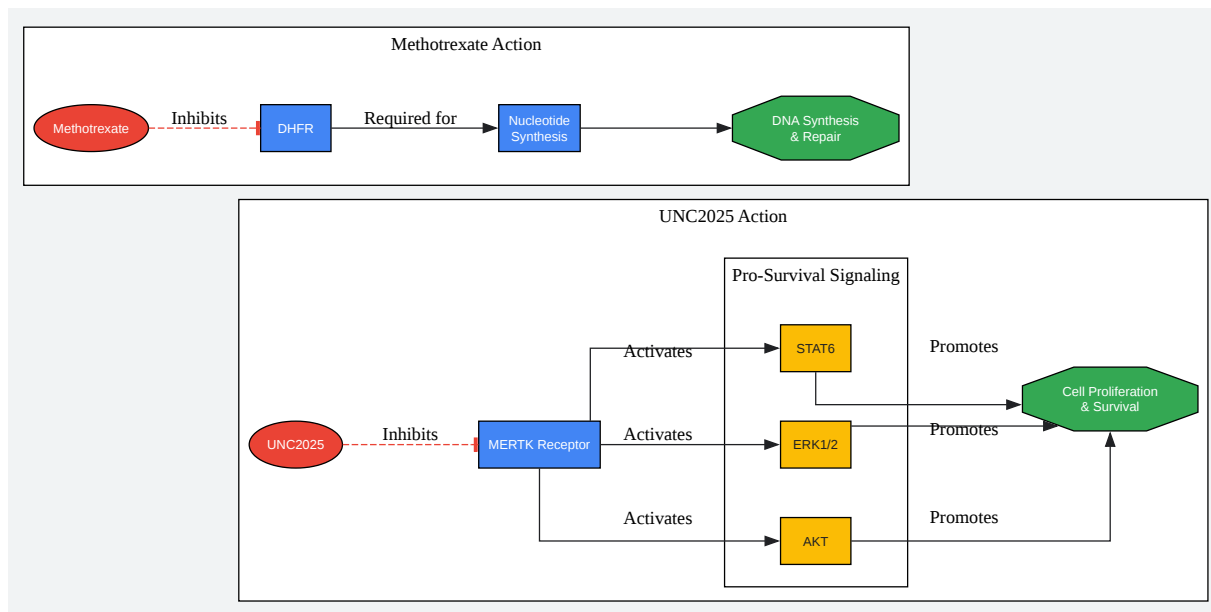 Methotrexate Action
Methotrexate
Inhibits
DHFR
Required for
Nucleotide
Synthesis
DNA Synthesis
& Repair
UNC2025 Action
Pro-Survival Signaling
Activates
STAT6
Promotes
Cell Proliferation
& Survival
UNC2025
Inhibits
MERTK Receptor
Activates
ERK1/2
Promotes
Activates
AKT
Promotes